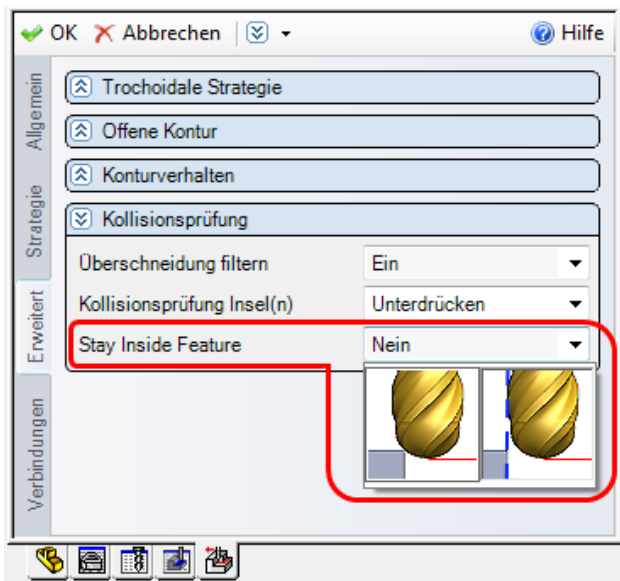 OK Abbrechen Hilfe
Allgemein
Strategie
Erweitert
Verbindungen
Trochoidale Strategie
Offene Kontur
Konturverhalten
Kollisionsprüfung
Überschneidung filtern Ein
Kollisionsprüfung Insel(n) Unterdrücken
Stay Inside Feature Nein